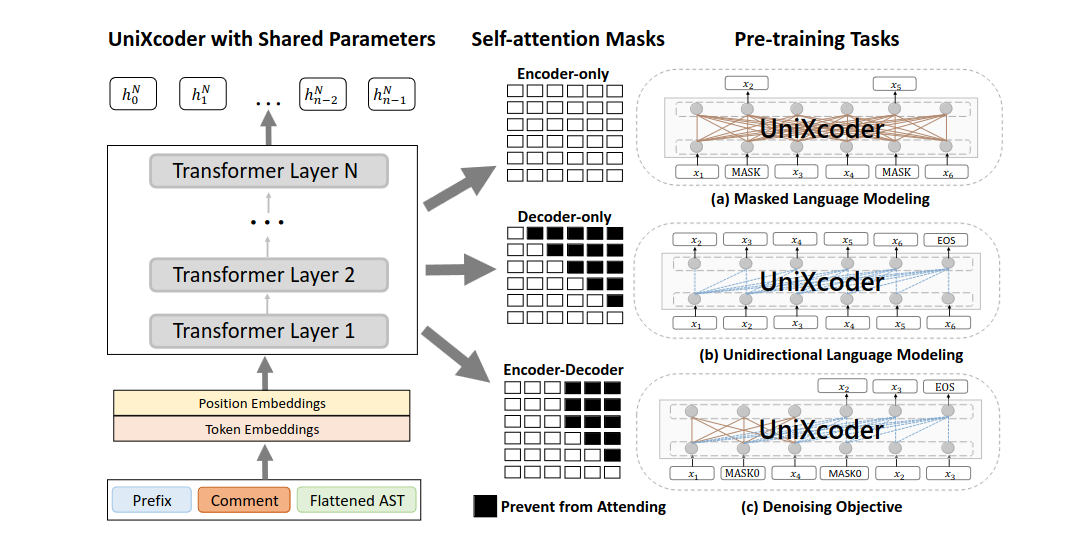 UniXcoder with Shared Parameters
Self-attention Masks
Pre-training Tasks
h_0^N
h_1^N
...
h_{n-2}^N
h_{n-1}^N
Transformer Layer N
...
Transformer Layer 2
Transformer Layer 1
Position Embeddings
Token Embeddings
Prefix
Comment
Flattened AST
Encoder-only
Decoder-only
Encoder-Decoder
Prevent from Attending
x_2 x_5
UniXcoder
x_1 MASK x_3 x_4 MASK x_6
(a) Masked Language Modeling
x_2 x_3 x_4 x_5 x_6 EOS
UniXcoder
x_1 x_2 x_3 x_4 x_5 x_6
(b) Unidirectional Language Modeling
x_2 x_3 EOS
UniXcoder
x_1 MASK0 x_4 MASK0 x_2 x_3
(c) Denoising Objective